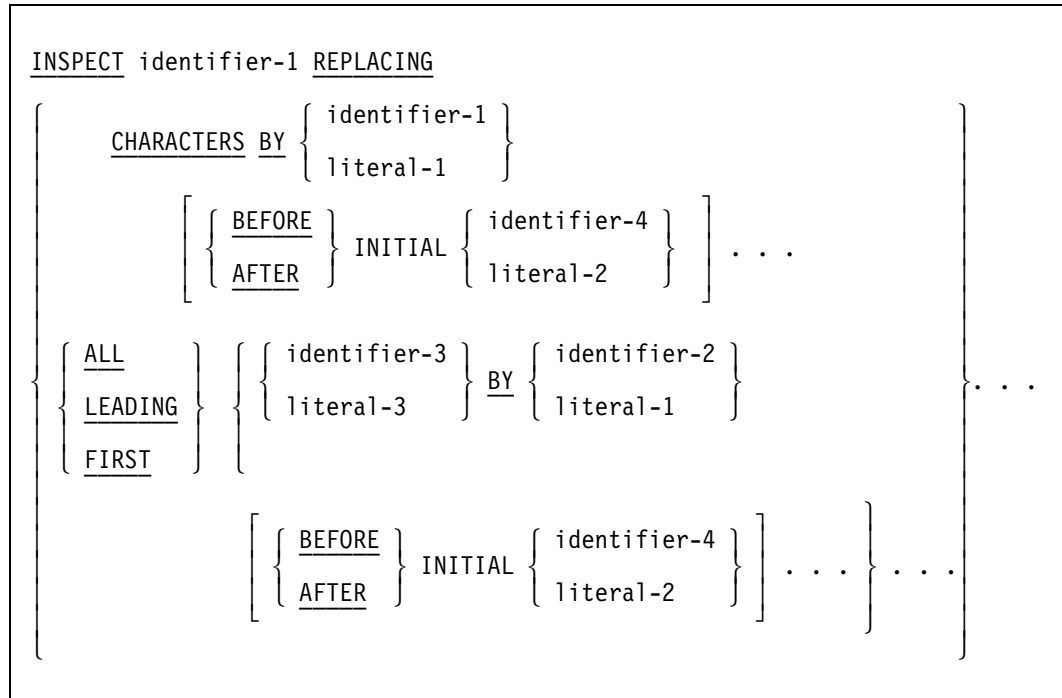 INSPECT identifier-1 REPLACING
identifier-1
CHARACTERS BY
literal-1
BEFORE identifier-4
INITIAL . . .
AFTER literal-2
ALL identifier-3 identifier-2
BY
LEADING literal-3 literal-1 . . .
FIRST
BEFORE identifier-4
INITIAL . . . . . .
AFTER literal-2